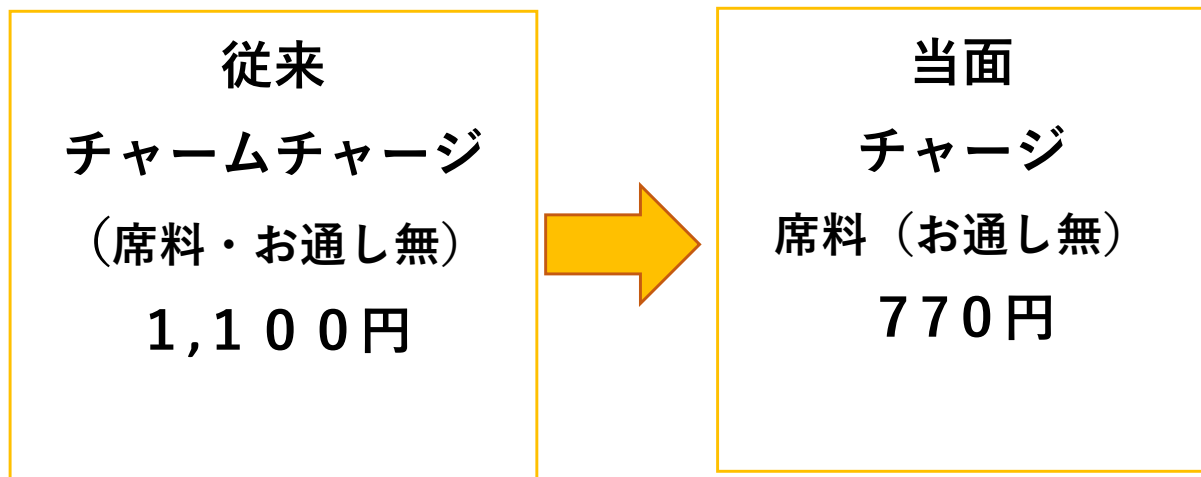 従来
チャームチャージ
（席料・お通し無）
1,１００円
当面
チャージ
席料（お通し無）
７７０円